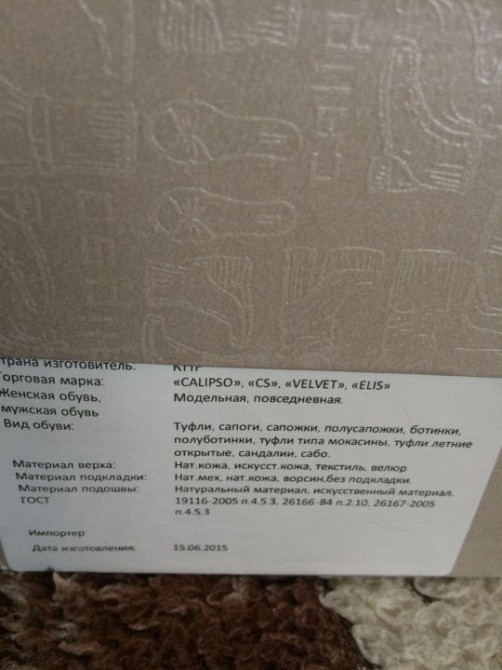 трана изготовитель: КНР
Торговая марка: «CALIPSO», «CS», «VELVET», «ELIS»
Женская обувь, Модельная, повседневная.
мужская обувь
Вид обуви: Туфли, сапоги, сапожки, полусапожки, ботинки,
полуботинки, туфли типа мокасины, туфли летние
открытые, сандалии, сабо.
Материал верха: Нат.кожа, искусст.кожа, текстиль, велюр
Материал подкладки: Нат.мех, нат.кожа, ворсин,без подкладки.
Материал подошвы: Натуральный материал, искусственный материал.
ГОСТ 19116-2005 п.4.5.3, 26166-84 п.2.10, 26167-2005
п.4.5.3
Импортер
Дата изготовления: 15.06.2015